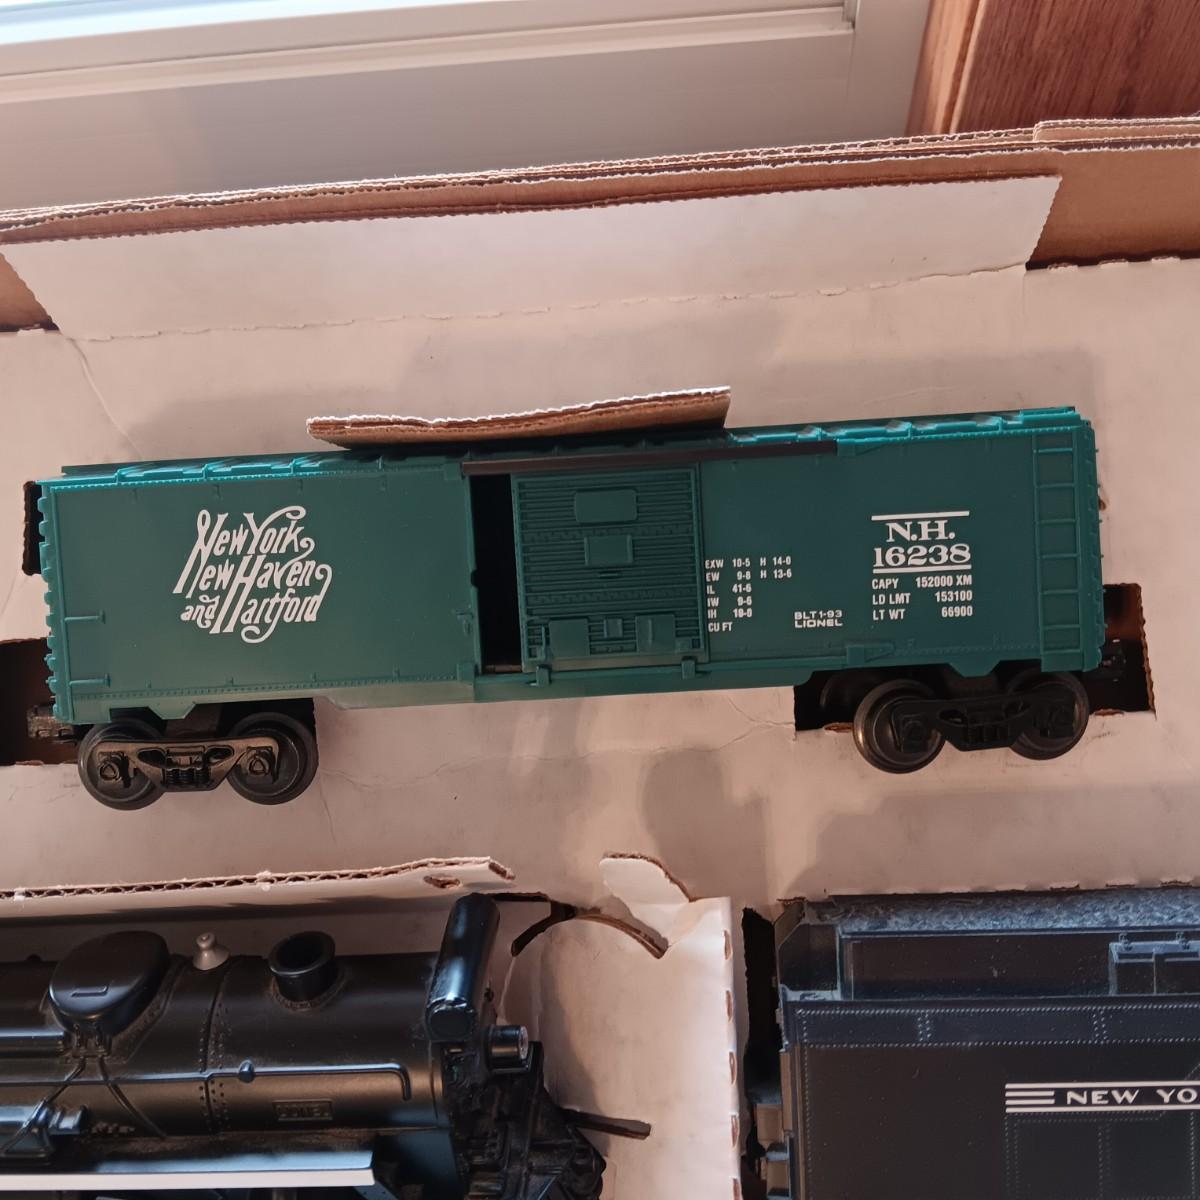 New York,
New Haven
and Hartford
EXW 10-5 H 14-0
EW 9-8 H 13-6
IL 41-6
IW 9-6
IH 10-0
CU FT
BLT 1-93
LIONEL
N.H.
16238
CAPY 152000 XM
LD LMT 153100
LT WT 66900
LIONEL
NEW YO